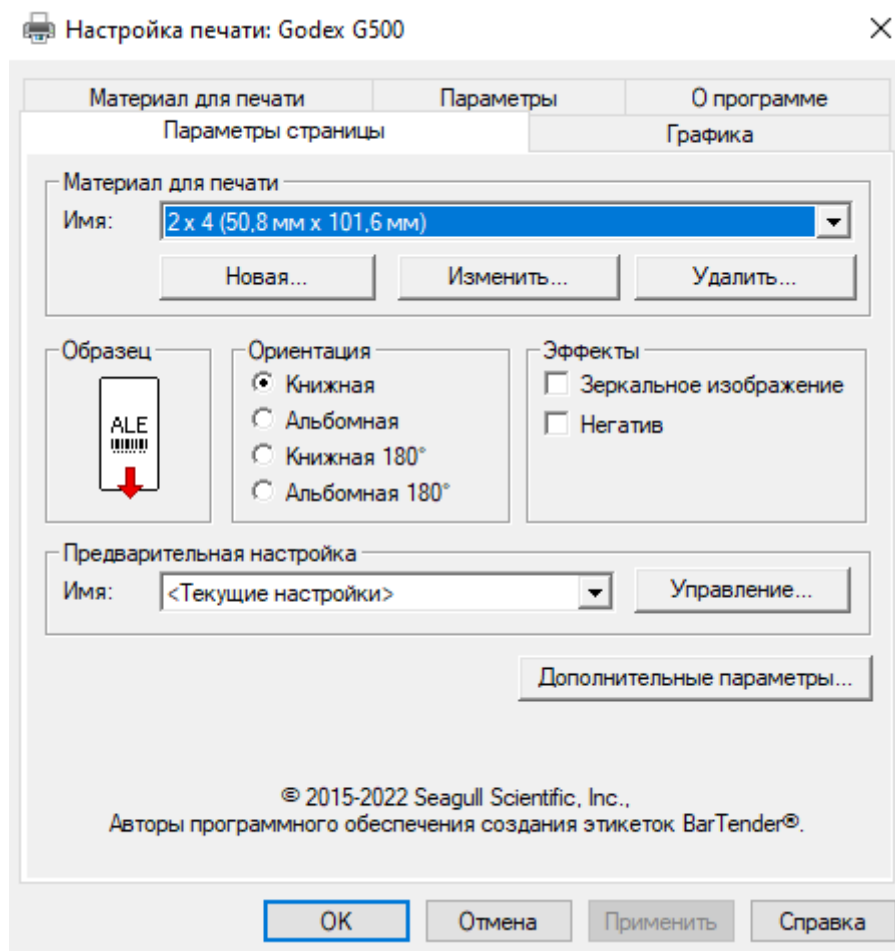 Настройка печати: Godex G500
Материал для печати
Параметры
О программе
Параметры страницы
Графика
Материал для печати
Имя:
2 x 4 (50,8 мм x 101,6 мм)
Новая...
Изменить...
Удалить...
Образец
ALE
Ориентация
Книжная
Альбомная
Книжная 180°
Альбомная 180°
Эффекты
Зеркальное изображение
Негатив
Предварительная настройка
Имя:
<Текущие настройки>
Управление...
Дополнительные параметры...
© 2015-2022 Seagull Scientific, Inc.,
Авторы программного обеспечения создания этикеток BarTender®.
OK
Отмена
Применить
Справка